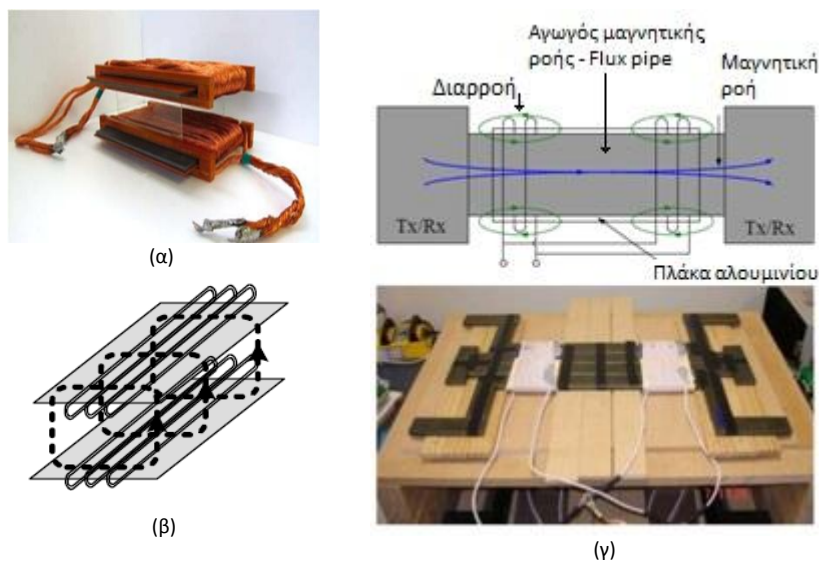 Αγωγός μαγνητικής
ροής - Flux pipe
Μαγνητική
ροή
Διαρροή
Tx/Rx
Tx/Rx
Πλάκα αλουμινίου
(α)
(β)
(γ)